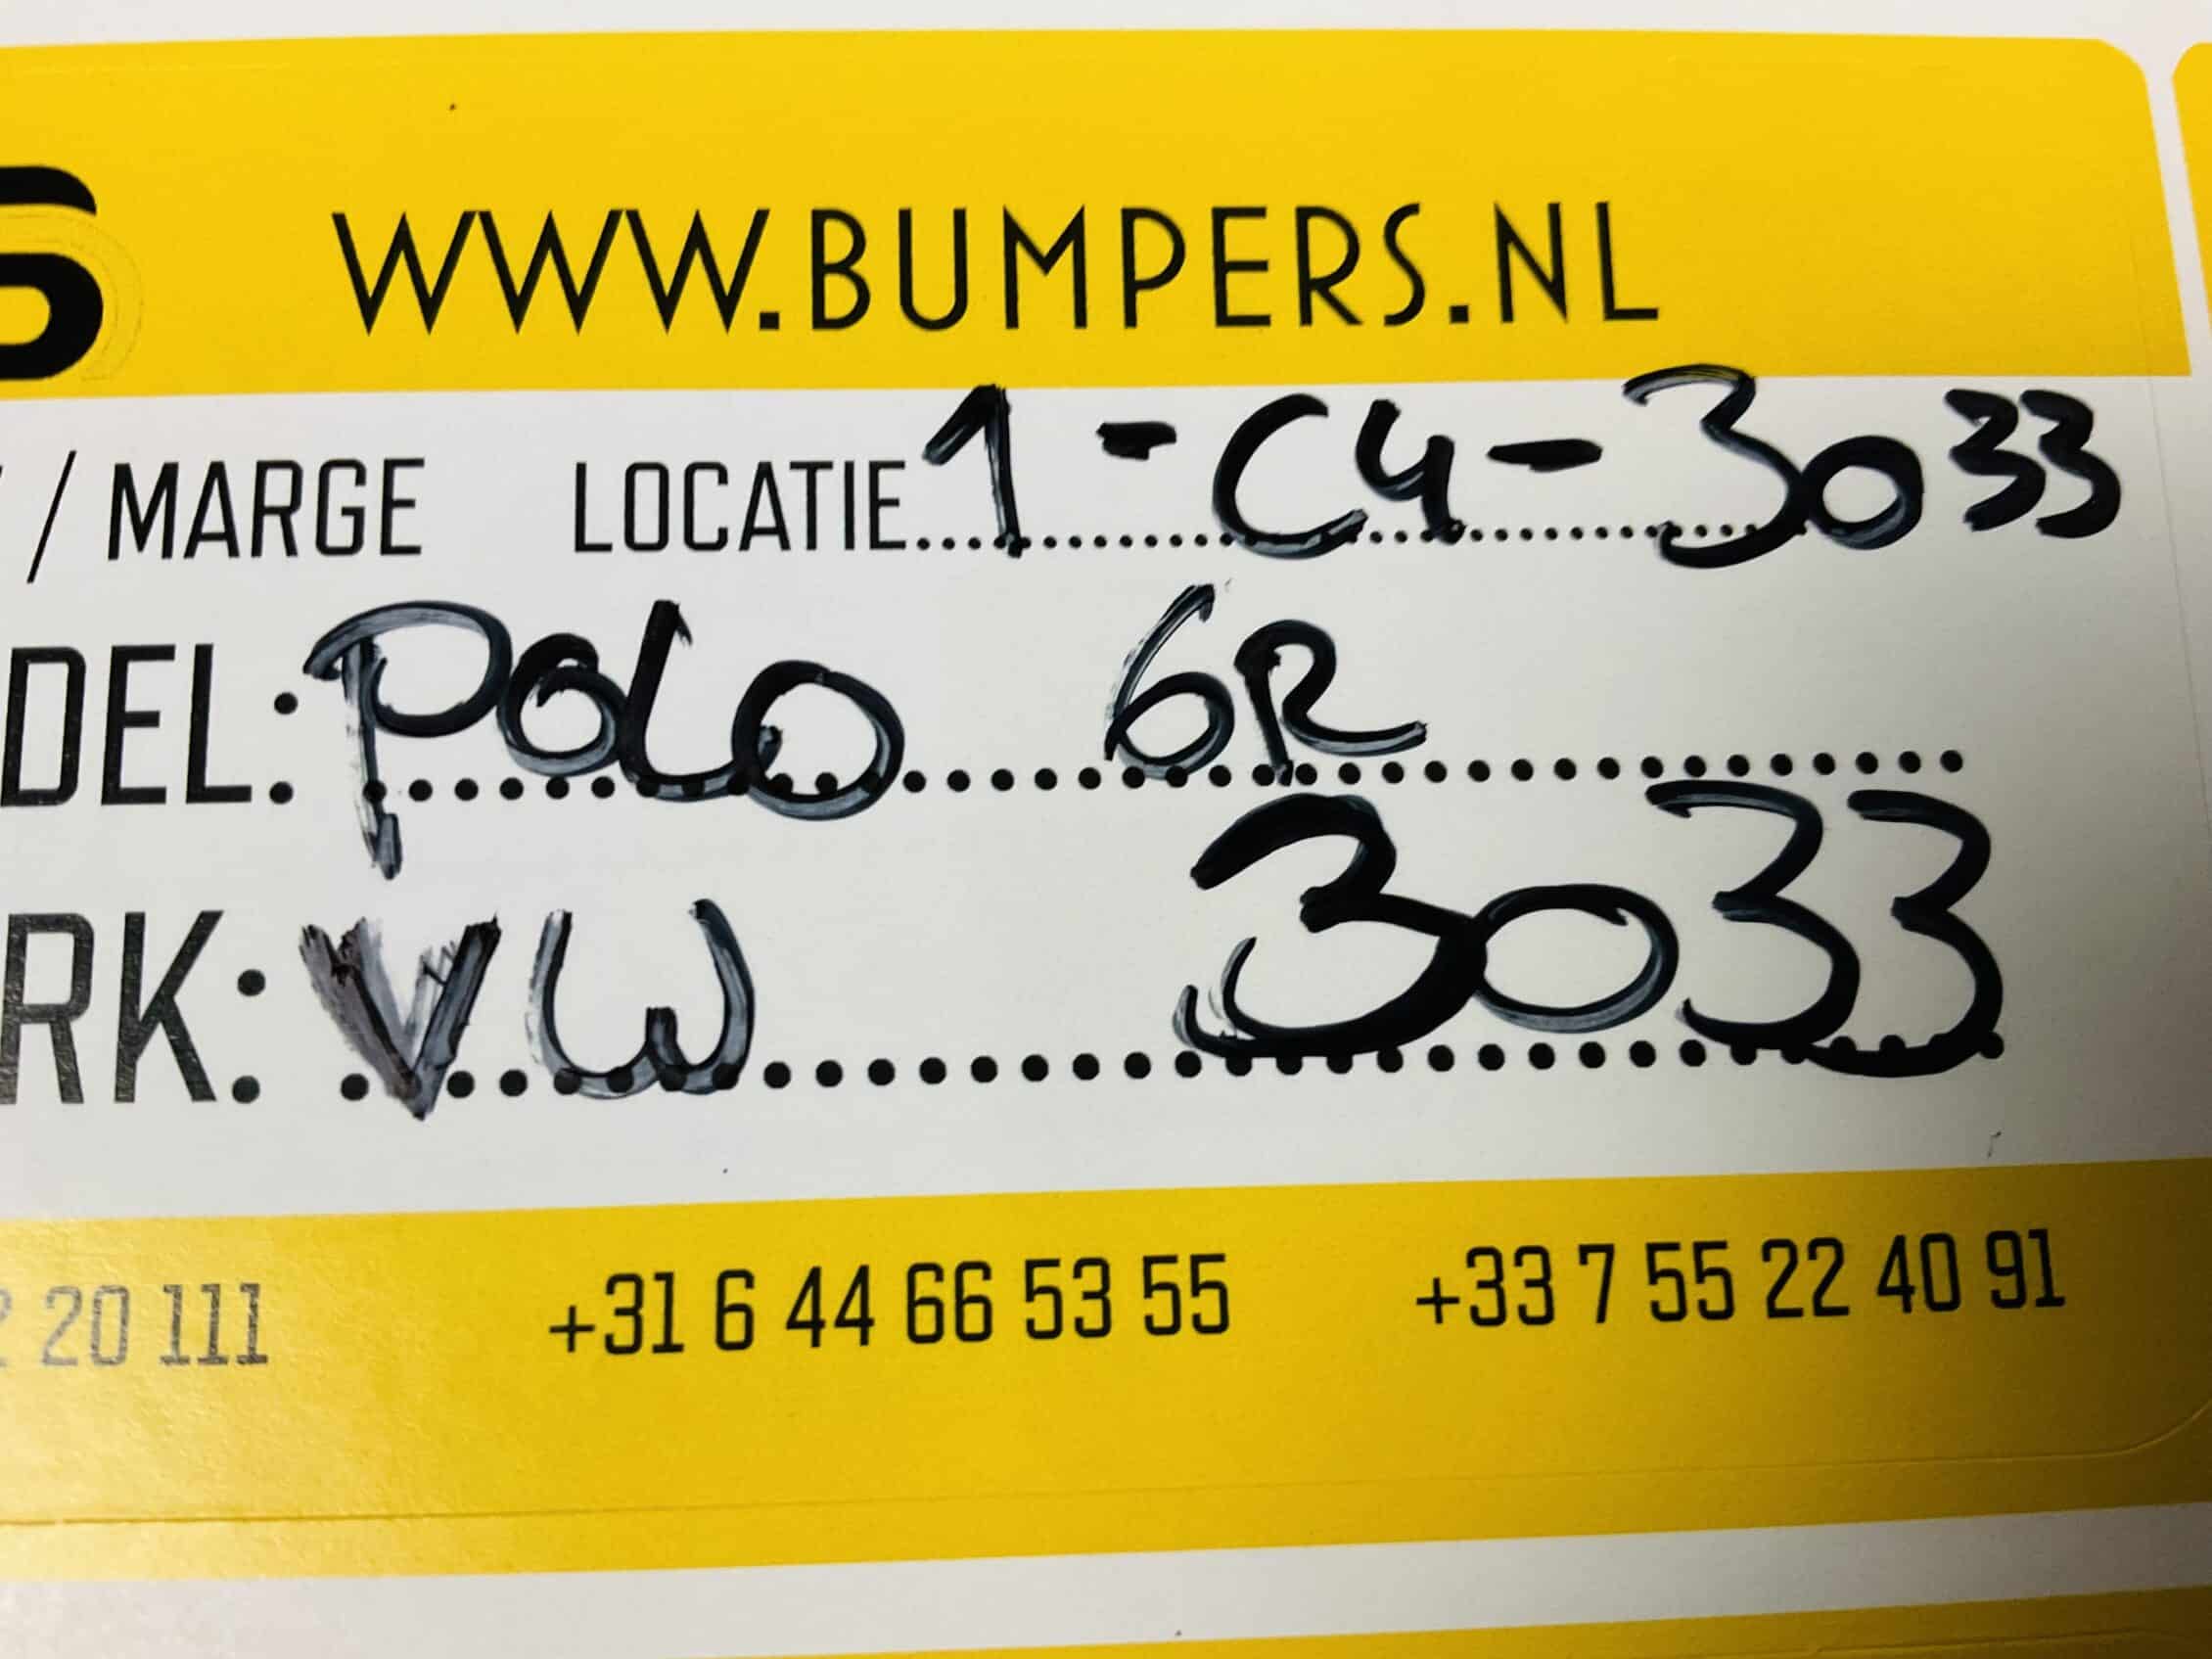 S WWW.BUMPERS.NL
/ MARGE LOCATIE 1-C4-3033
DEL: POLO 6R
RK: VW 3033
20 111 +31 6 44 66 53 55 +33 7 55 22 40 91